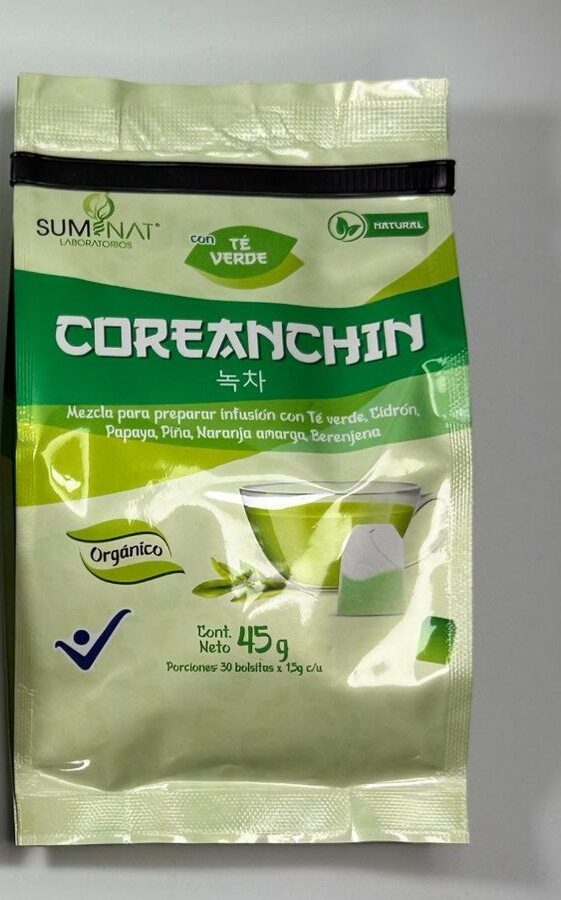 SUMINAT®
LABORATORIOS
con TÉ
VERDE
NATURAL
COREANCHIN
녹차
Mezcla para preparar infusión con Té verde, Cidrón,
Papaya, Piña, Naranja amarga, Berenjena
Orgánico
Cont.
Neto 45 g
Porciones: 30 bolsitas x 1,5g c/u